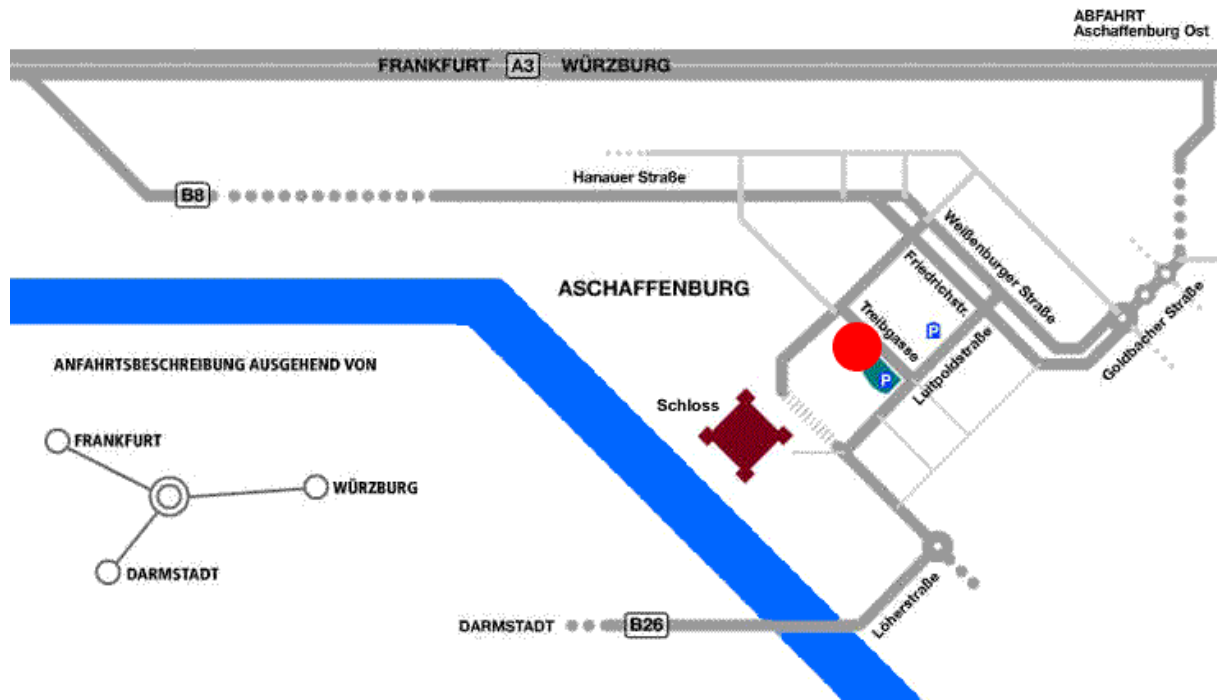 ABFAHRT
Aschaffenburg Ost
FRANKFURT A3 WÜRZBURG
Hanauer Straße
B8
Weißenburger Straße
Friedrichstr.
ASCHAFFENBURG
Treibgasse
P
Luitpoldstraße
Goldbacher Straße
ANFAHRTSBESCHREIBUNG AUSGEHEND VON
P
Schloss
FRANKFURT
WÜRZBURG
DARMSTADT
Löherstraße
DARMSTADT B26